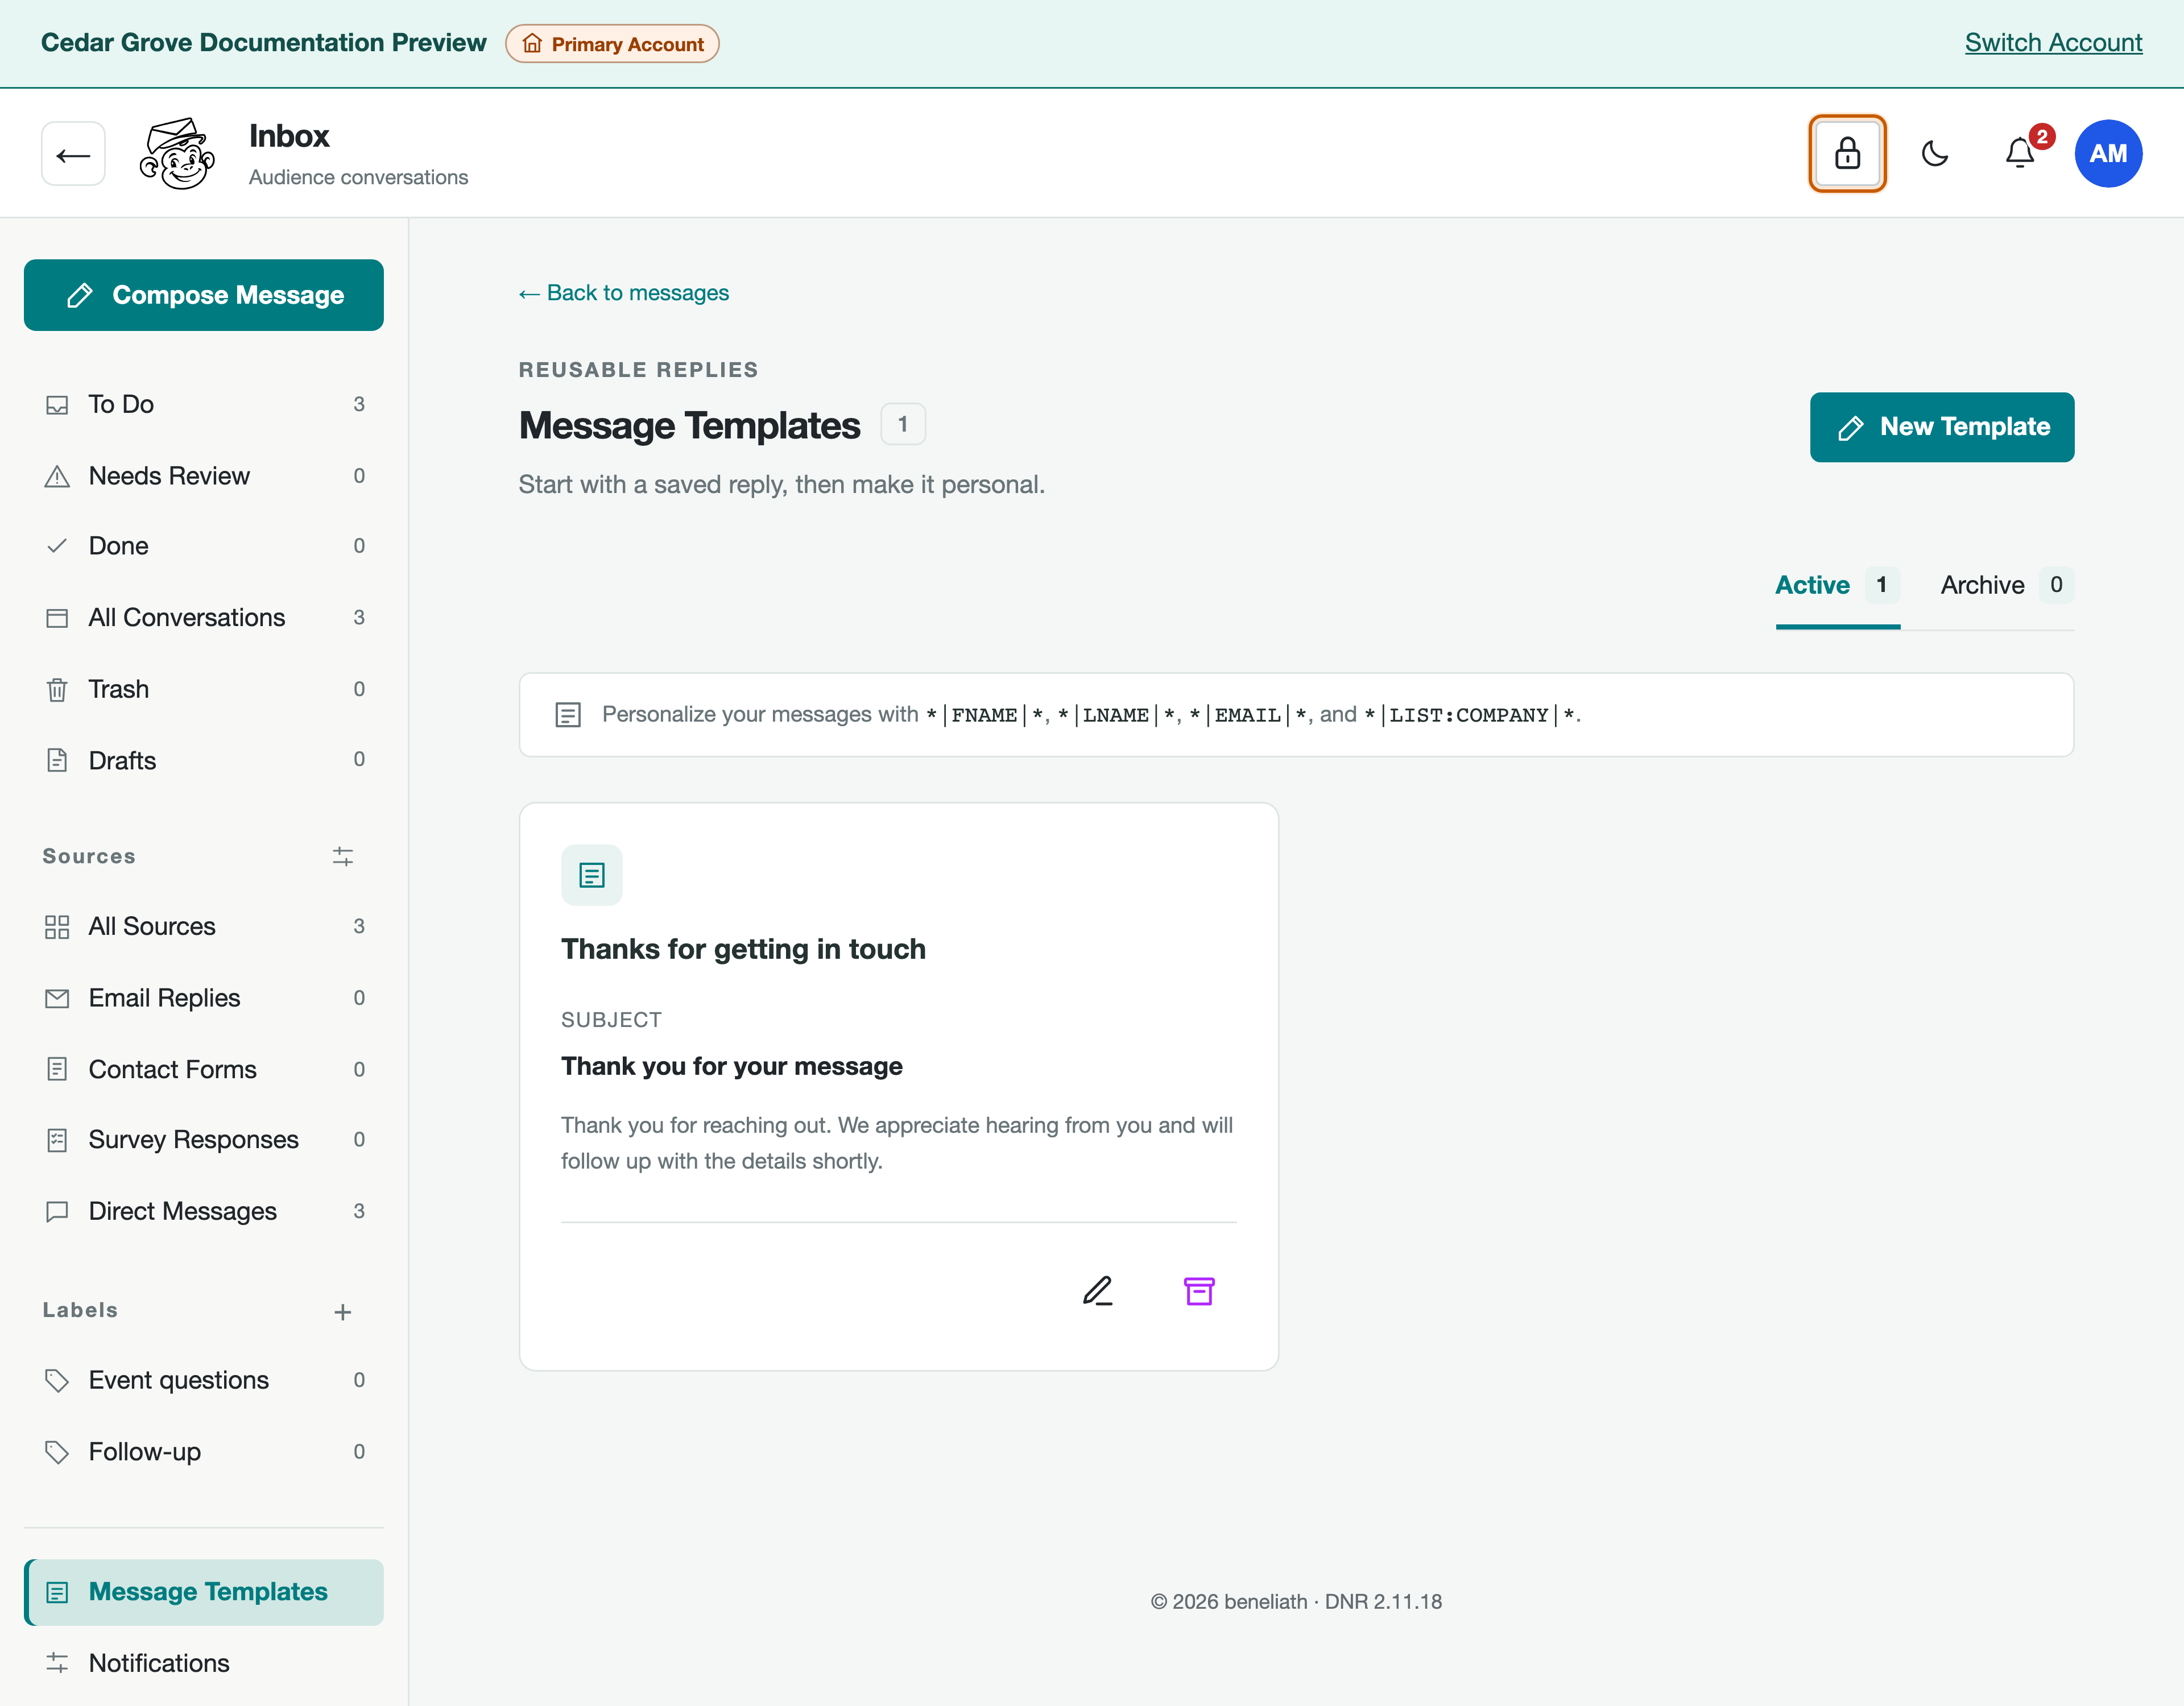 Cedar Grove Documentation Preview
Primary Account
Switch Account
Inbox
Audience conversations
2
AM
Compose Message
To Do 3
Needs Review 0
Done 0
All Conversations 3
Trash 0
Drafts 0
Sources
All Sources 3
Email Replies 0
Contact Forms 0
Survey Responses 0
Direct Messages 3
Labels
Event questions 0
Follow-up 0
Message Templates
Notifications
← Back to messages
REUSABLE REPLIES
Message Templates 1
Start with a saved reply, then make it personal.
New Template
Active 1
Archive 0
Personalize your messages with *|FNAME|*, *|LNAME|*, *|EMAIL|*, and *|LIST:COMPANY|*.
Thanks for getting in touch
SUBJECT
Thank you for your message
Thank you for reaching out. We appreciate hearing from you and will
follow up with the details shortly.
© 2026 beneliath · DNR 2.11.18